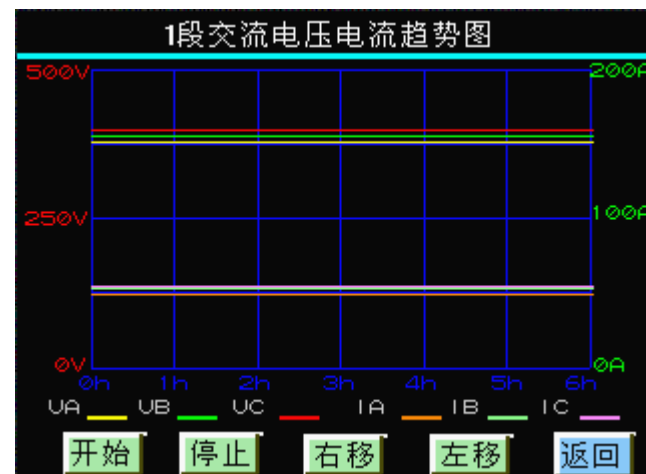 1段交流电压电流趋势图
500V 200A
250V 100A
0V 0A
0h 1h 2h 3h 4h 5h 6h
UA UB UC IA IB IC
开始 停止 右移 左移 返回